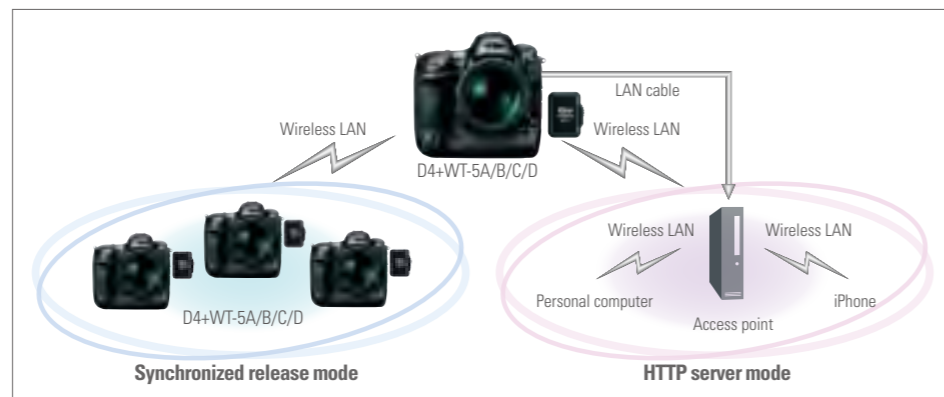 LAN cable
Wireless LAN
Wireless LAN
D4+WT-5A/B/C/D
Wireless LAN
Wireless LAN
Personal computer
iPhone
D4+WT-5A/B/C/D
Access point
Synchronized release mode
HTTP server mode